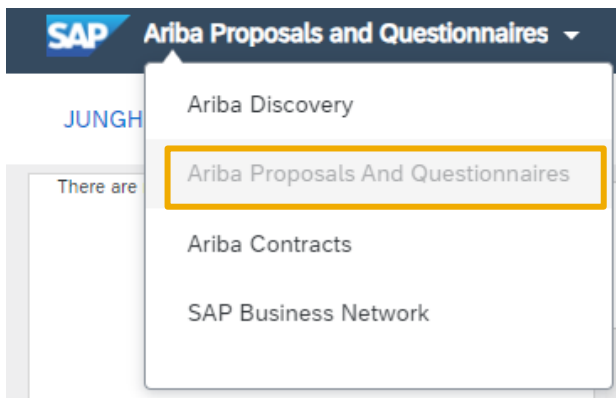 SAP Ariba Proposals and Questionnaires
Ariba Discovery
JUNGH
Ariba Proposals And Questionnaires
There are
Ariba Contracts
SAP Business Network